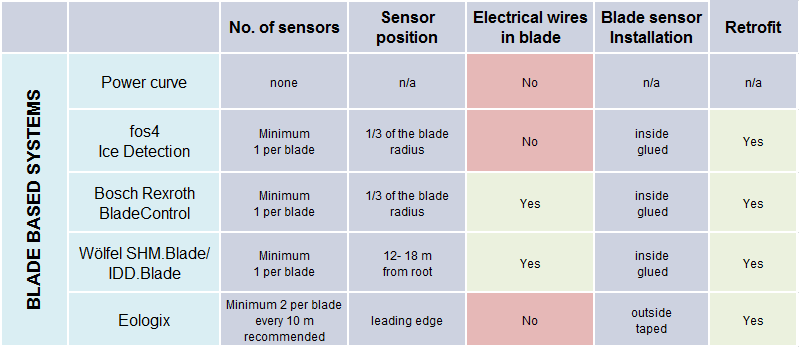 No. of sensors
Sensor
position
Electrical wires
in blade
Blade sensor
Installation
Retrofit
BLADE BASED SYSTEMS
Power curve
none
n/a
No
n/a
n/a
fos4
Ice Detection
Minimum
1 per blade
1/3 of the blade
radius
No
inside
glued
Yes
Bosch Rexroth
BladeControl
Minimum
1 per blade
1/3 of the blade
radius
Yes
inside
glued
Yes
Wölfel SHM.Blade/
IDD.Blade
Minimum
1 per blade
12- 18 m
from root
Yes
inside
glued
Yes
Eologix
Minimum 2 per blade
every 10 m
recommended
leading edge
No
outside
taped
Yes